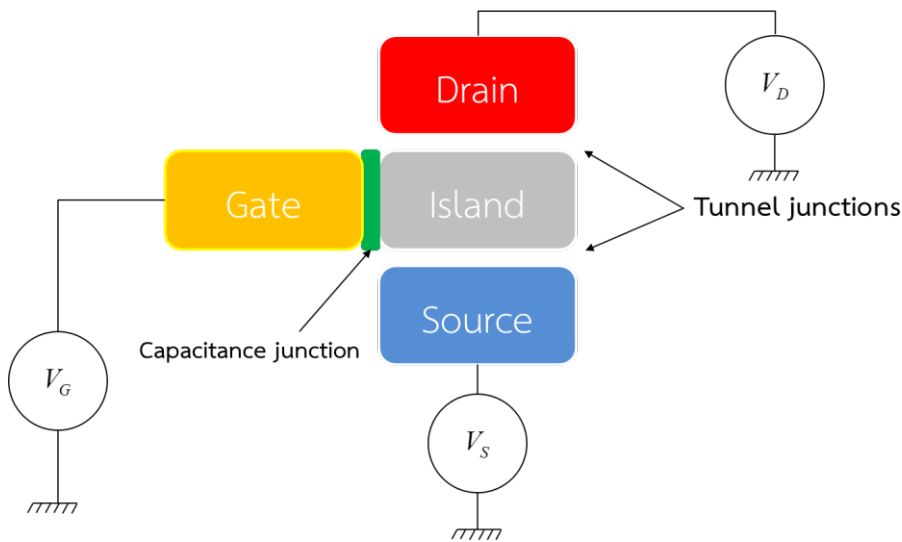 Drain
V_D
Gate
Island
Tunnel junctions
Source
Capacitance junction
V_G
V_S